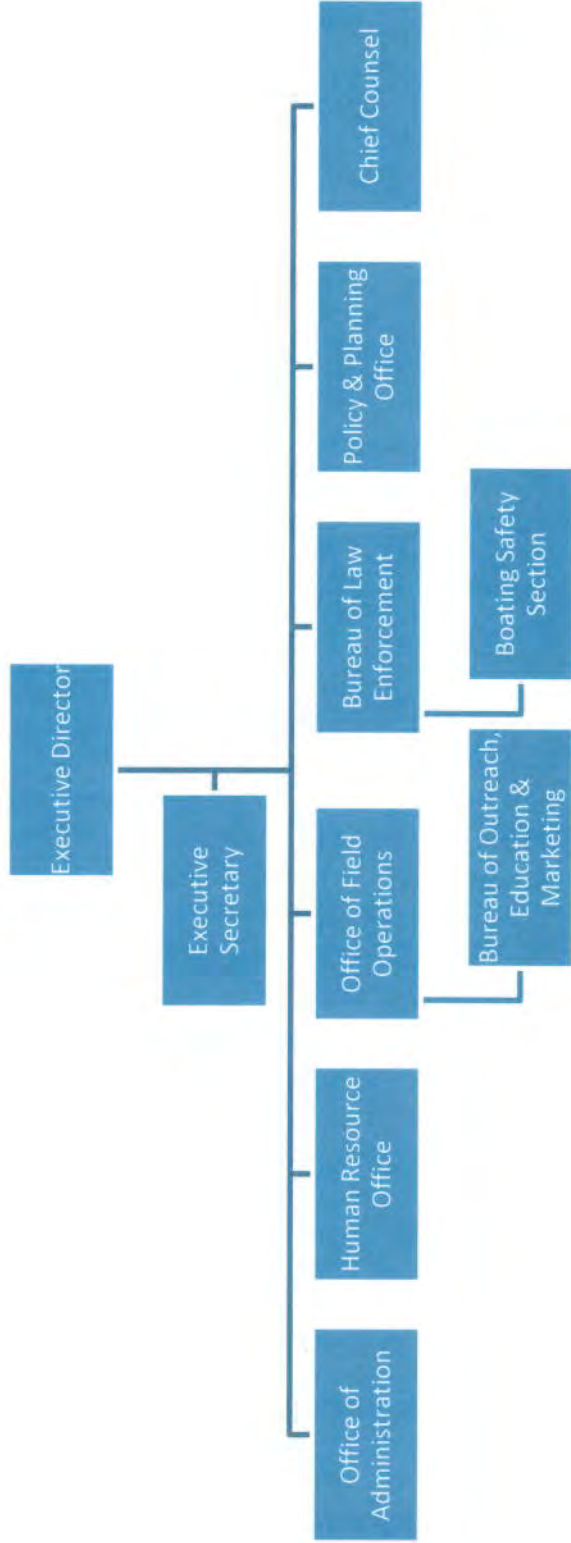 Executive Director
Executive
Secretary
Office of
Administration
Human Resource
Office
Office of Field
Operations
Bureau of Law
Enforcement
Policy & Planning
Office
Chief Counsel
Bureau of Outreach,
Education &
Marketing
Boating Safety
Section